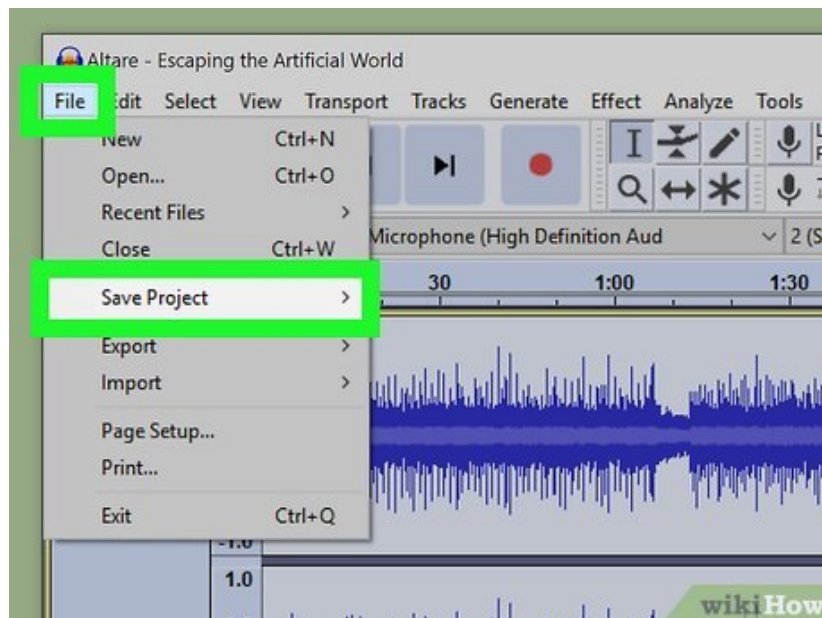 Altare - Escaping the Artificial World
File Edit Select View Transport Tracks Generate Effect Analyze Tools
New Ctrl+N
Open... Ctrl+O
Recent Files >
Close Ctrl+W
Microphone (High Definition Aud
2 (S
Save Project >
30 1:00 1:30
Export >
Import >
Page Setup...
Print...
Exit Ctrl+Q
-1.0
1.0
wikiHow